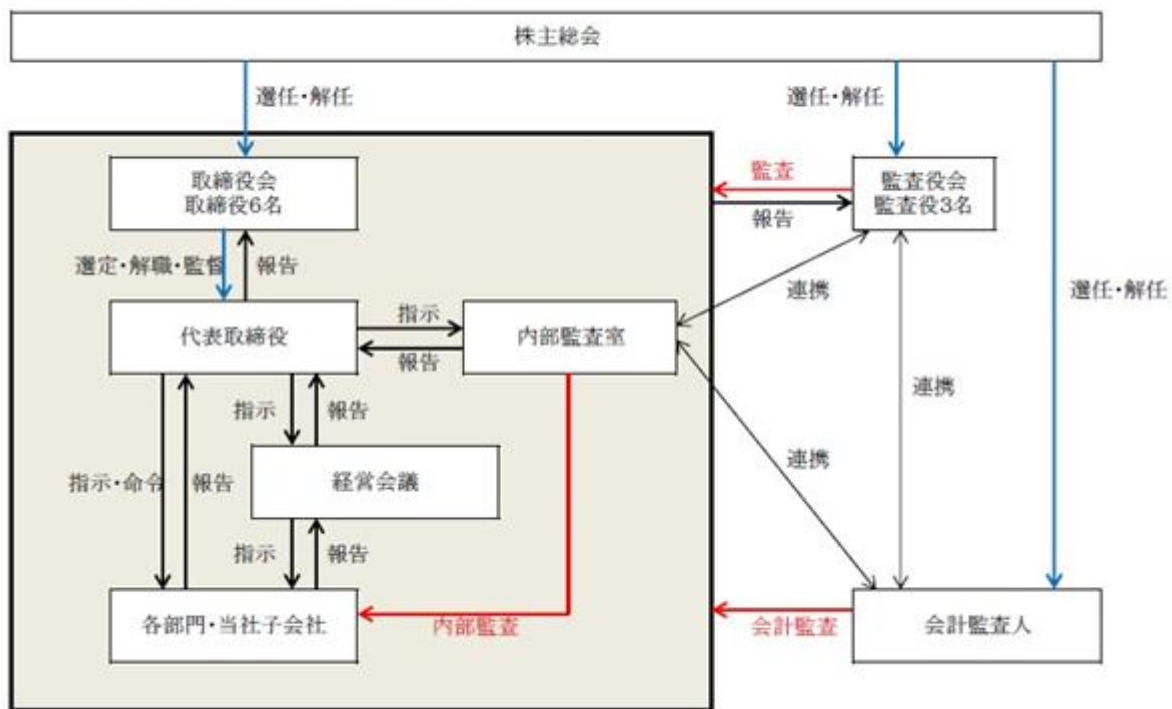 株主総会
選任・解任
選任・解任
取締役会
取締役6名
監査
監査役会
監査役3名
報告
選定・解職・監督
報告
連携
選任・解任
代表取締役
指示
内部監査室
報告
連携
指示
報告
連携
指示・命令
報告
経営会議
指示
報告
各部門・当社子会社
内部監査
会計監査
会計監査人